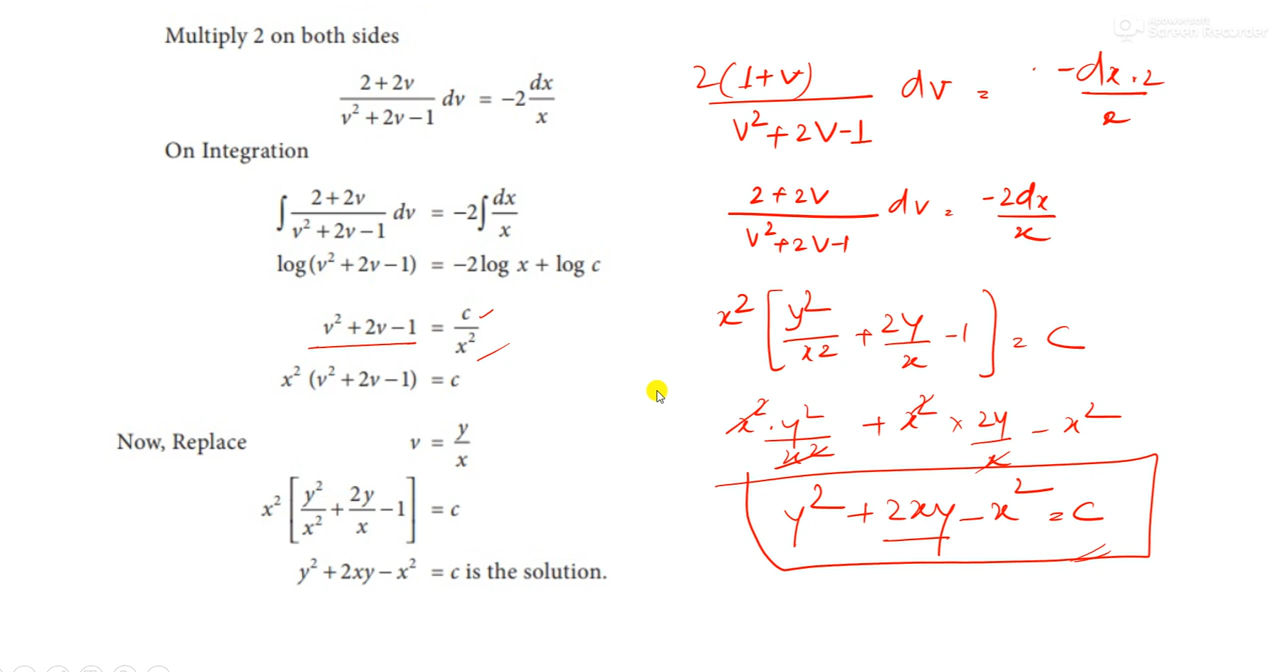 Multiply 2 on both sides
(2+2v)/(v²+2v−1) dv = −2 dx/x
On Integration
∫ (2+2v)/(v²+2v−1) dv = −2∫ dx/x
log(v²+2v−1) = −2log x + log c
v²+2v−1 = c/x²
x² (v²+2v−1) = c
Now, Replace v = y/x
x² [y²/x² + 2y/x − 1] = c
y²+2xy−x² = c is the solution.
Apowersoft
Screen Recorder
2(1+v)/(v²+2v-1) dv = -dx.2/x
(2+2v)/(v²+2v-1) dv = -2dx/x
x² [y²/x² + 2y/x -1] = c
x².y²/x² + x² × 2y/x - x²
y² + 2xy - x² = c